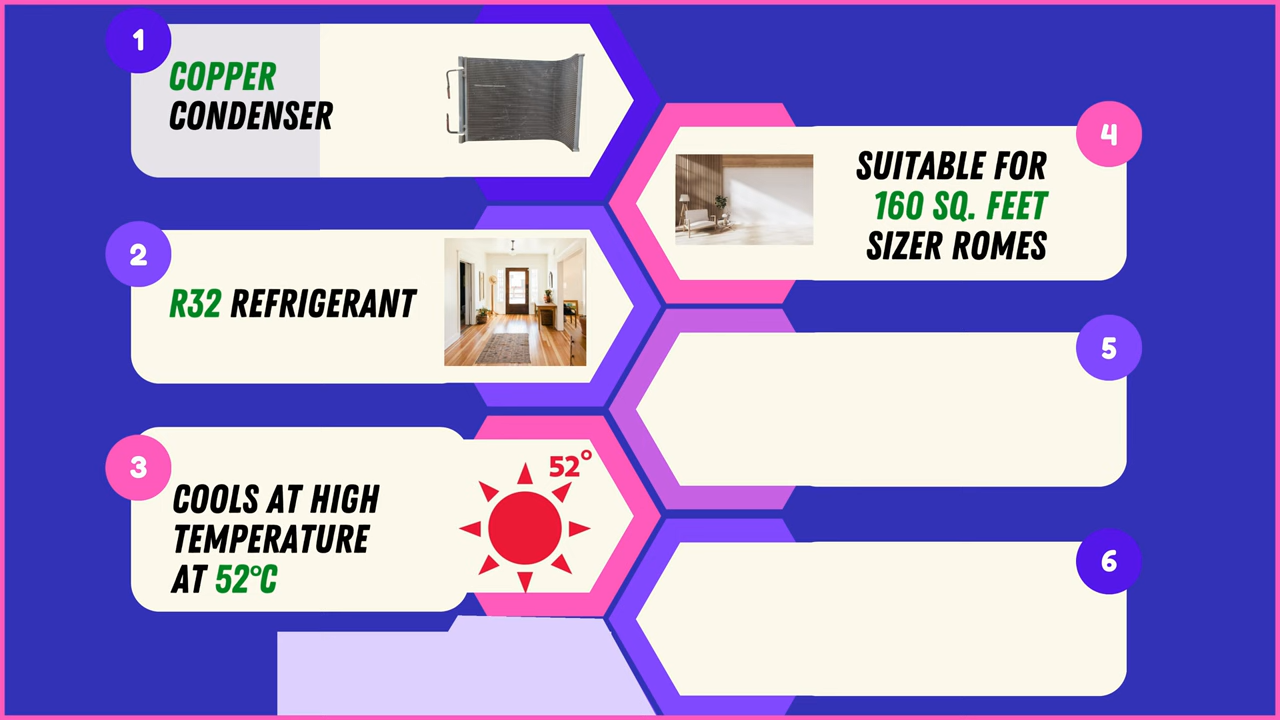 1
COPPER
CONDENSER
2
R32 REFRIGERANT
3
COOLS AT HIGH
TEMPERATURE
AT 52°C
52°
4
SUITABLE FOR
160 SQ. FEET
SIZER ROMES
5
6